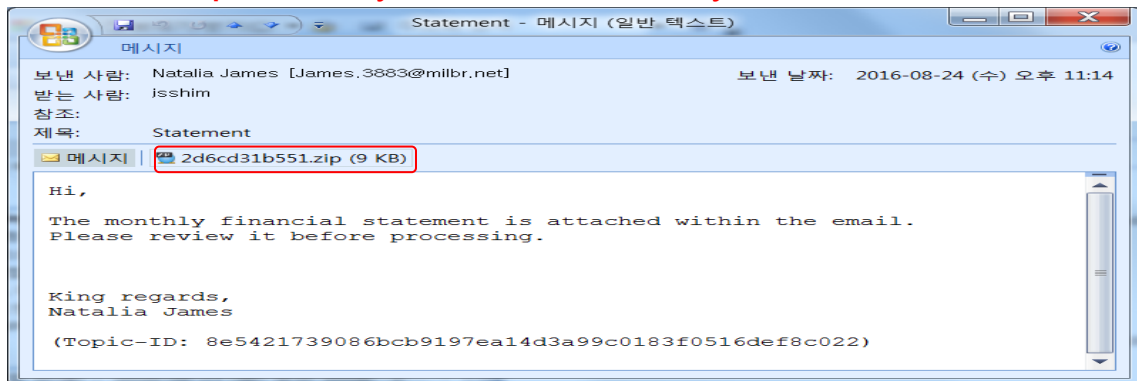 Statement - 메시지 (일반 텍스트)
메시지
보낸 사람: Natalia James [James.3883@milbr.net] 보낸 날짜: 2016-08-24 (수) 오후 11:14
받는 사람: jsshim
참조:
제목: Statement
메시지 2d6cd31b551.zip (9 KB)
Hi,
The monthly financial statement is attached within the email.
Please review it before processing.
King regards,
Natalia James
(Topic-ID: 8e5421739086bcb9197ea14d3a99c0183f0516def8c022)